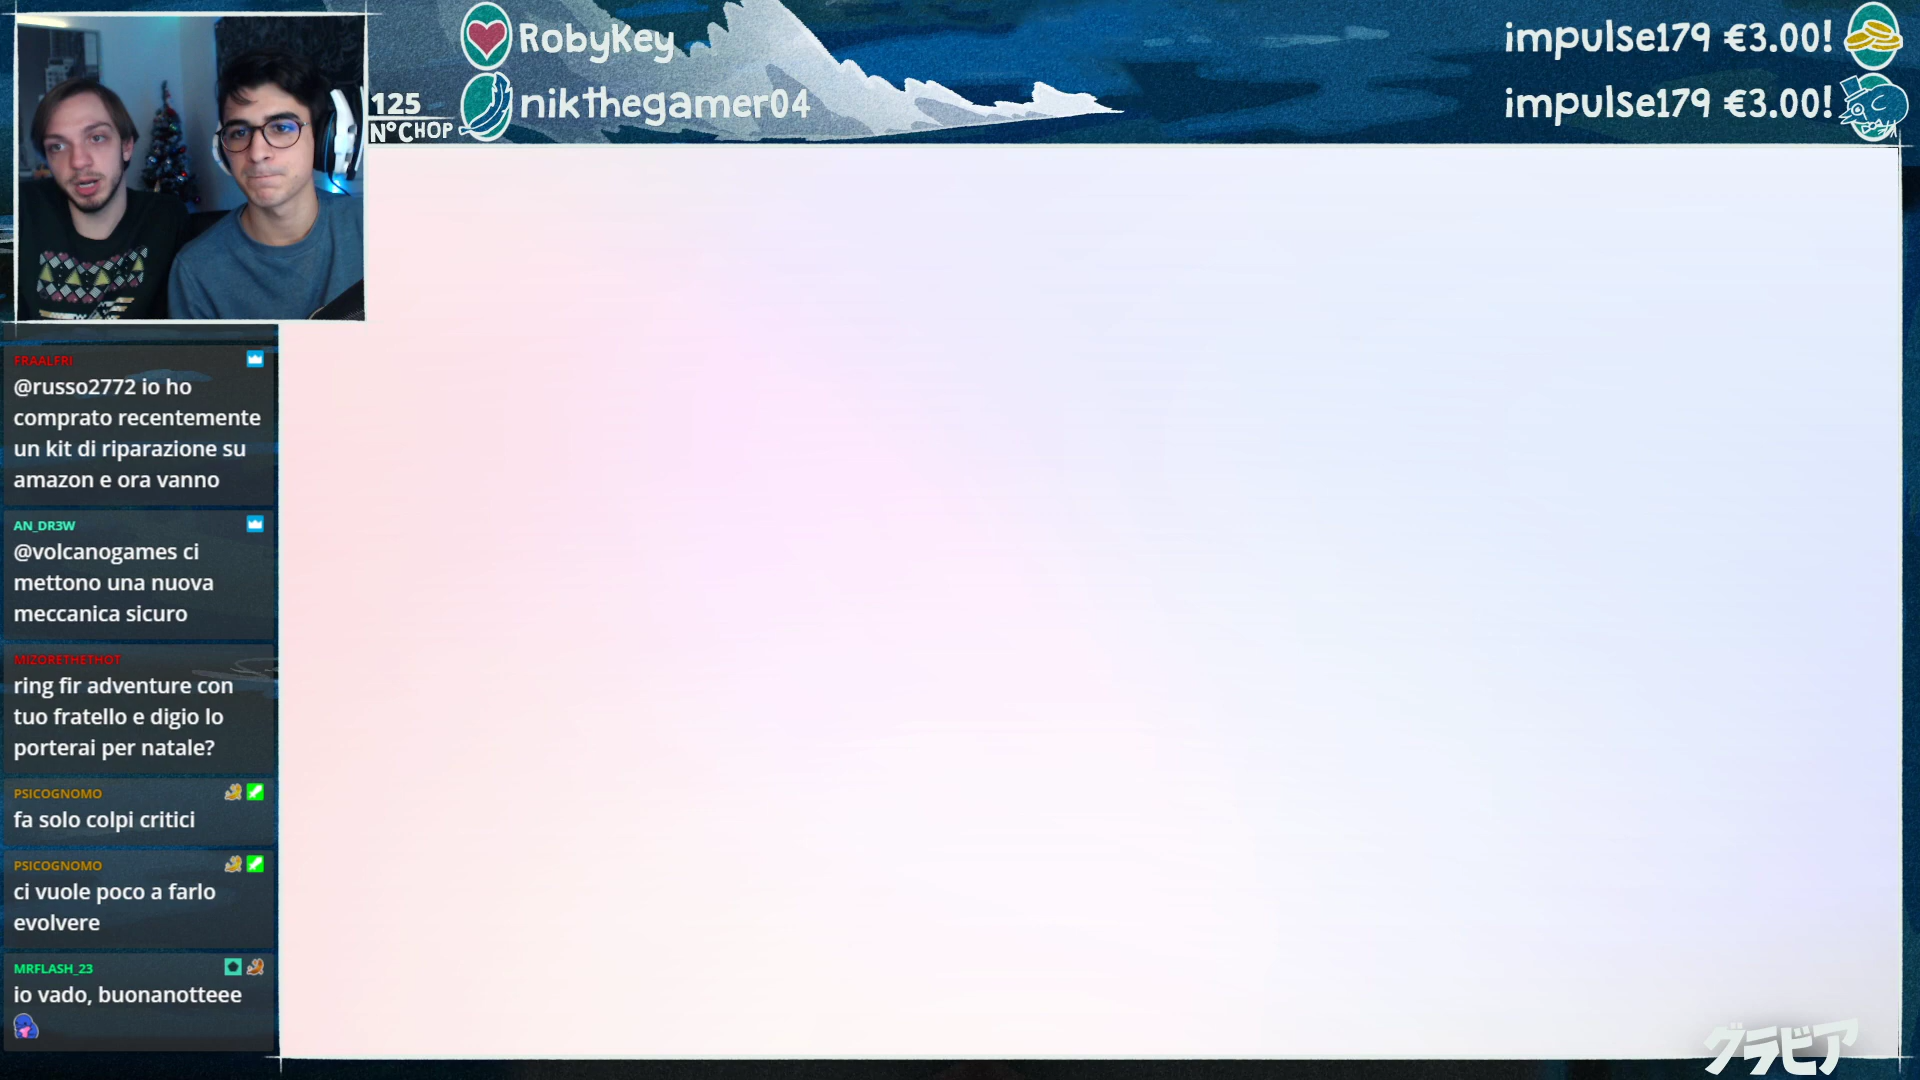 RobyKey
nikthegamer04
125
N°CHOP
impulse179 €3.00!
impulse179 €3.00!
FRAALFRI
@russo2772 io ho
comprato recentemente
un kit di riparazione su
amazon e ora vanno
AN_DR3W
@volcanogames ci
mettono una nuova
meccanica sicuro
MIZORETHETHOT
ring fir adventure con
tuo fratello e digio lo
porterai per natale?
PSICOGNOMO
fa solo colpi critici
PSICOGNOMO
ci vuole poco a farlo
evolvere
MRFLASH_23
io vado, buonanotteee
グラビア